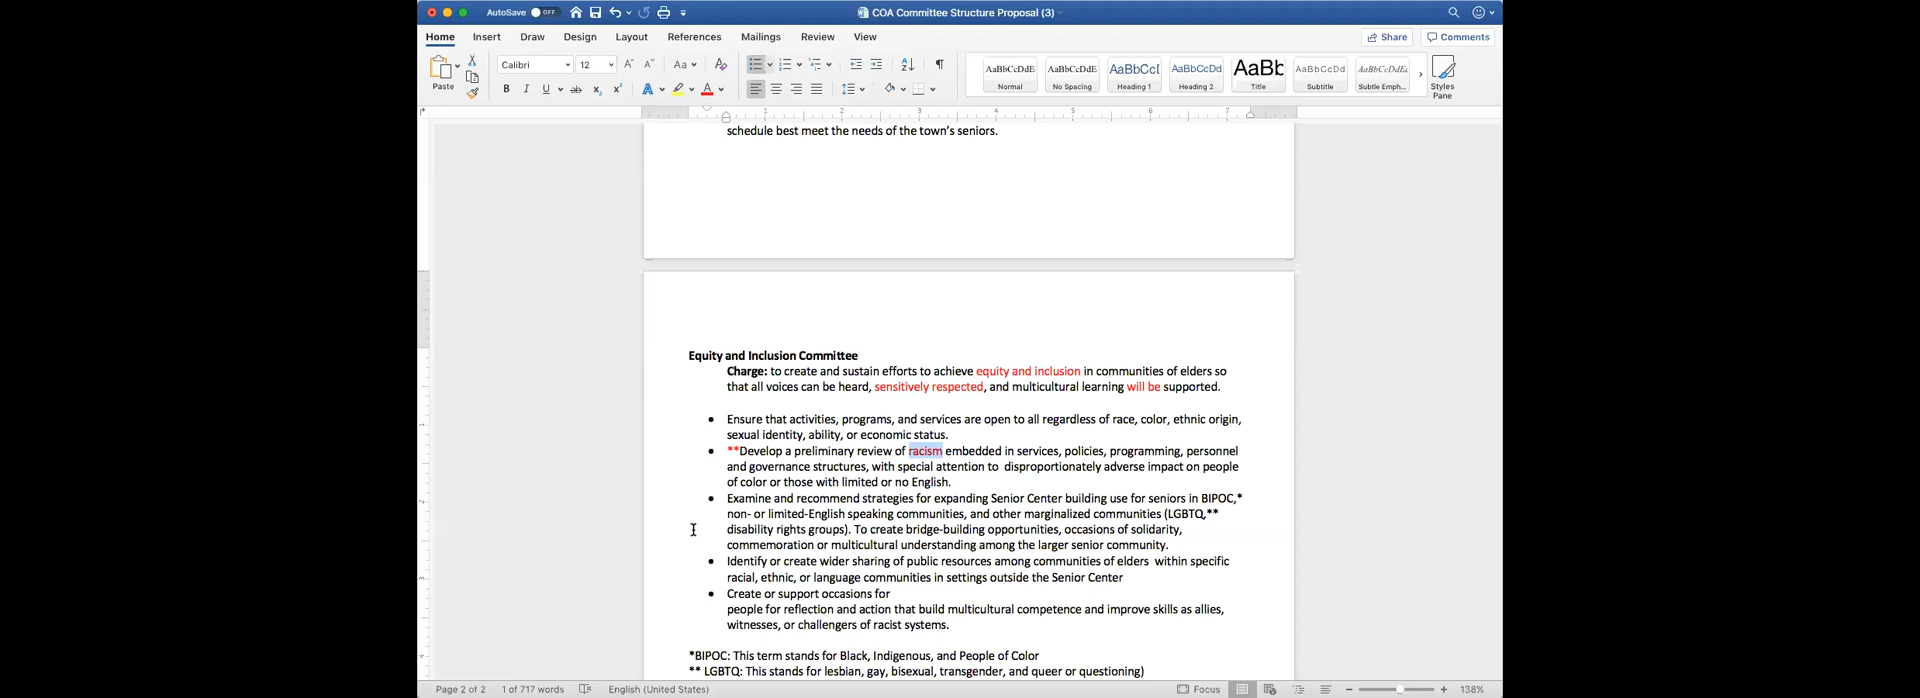 AutoSave OFF COA Committee Structure Proposal (3)
Home Insert Draw Design Layout References Mailings Review View Share Comments
Paste Calibri 12 Aa AaBbCcDdE AaBbCcDdE AaBbCcD AaBbCcDd AaBb AaBbCcDd AaBbCcDdEe
Normal No Spacing Heading 1 Heading 2 Title Subtitle Subtle Emph... Styles Pane
1 2 3 4 5 6 7
schedule best meet the needs of the town’s seniors.
Equity and Inclusion Committee
Charge: to create and sustain efforts to achieve equity and inclusion in communities of elders so
that all voices can be heard, sensitively respected, and multicultural learning will be supported.
• Ensure that activities, programs, and services are open to all regardless of race, color, ethnic origin,
sexual identity, ability, or economic status.
• **Develop a preliminary review of racism embedded in services, policies, programming, personnel
and governance structures, with special attention to disproportionately adverse impact on people
of color or those with limited or no English.
• Examine and recommend strategies for expanding Senior Center building use for seniors in BIPOC,*
non- or limited-English speaking communities, and other marginalized communities (LGBTQ,**
disability rights groups). To create bridge-building opportunities, occasions of solidarity,
commemoration or multicultural understanding among the larger senior community.
• Identify or create wider sharing of public resources among communities of elders within specific
racial, ethnic, or language communities in settings outside the Senior Center
• Create or support occasions for
people for reflection and action that build multicultural competence and improve skills as allies,
witnesses, or challengers of racist systems.
*BIPOC: This term stands for Black, Indigenous, and People of Color
** LGBTQ: This stands for lesbian, gay, bisexual, transgender, and queer or questioning)
Page 2 of 2 1 of 717 words English (United States) Focus 138%